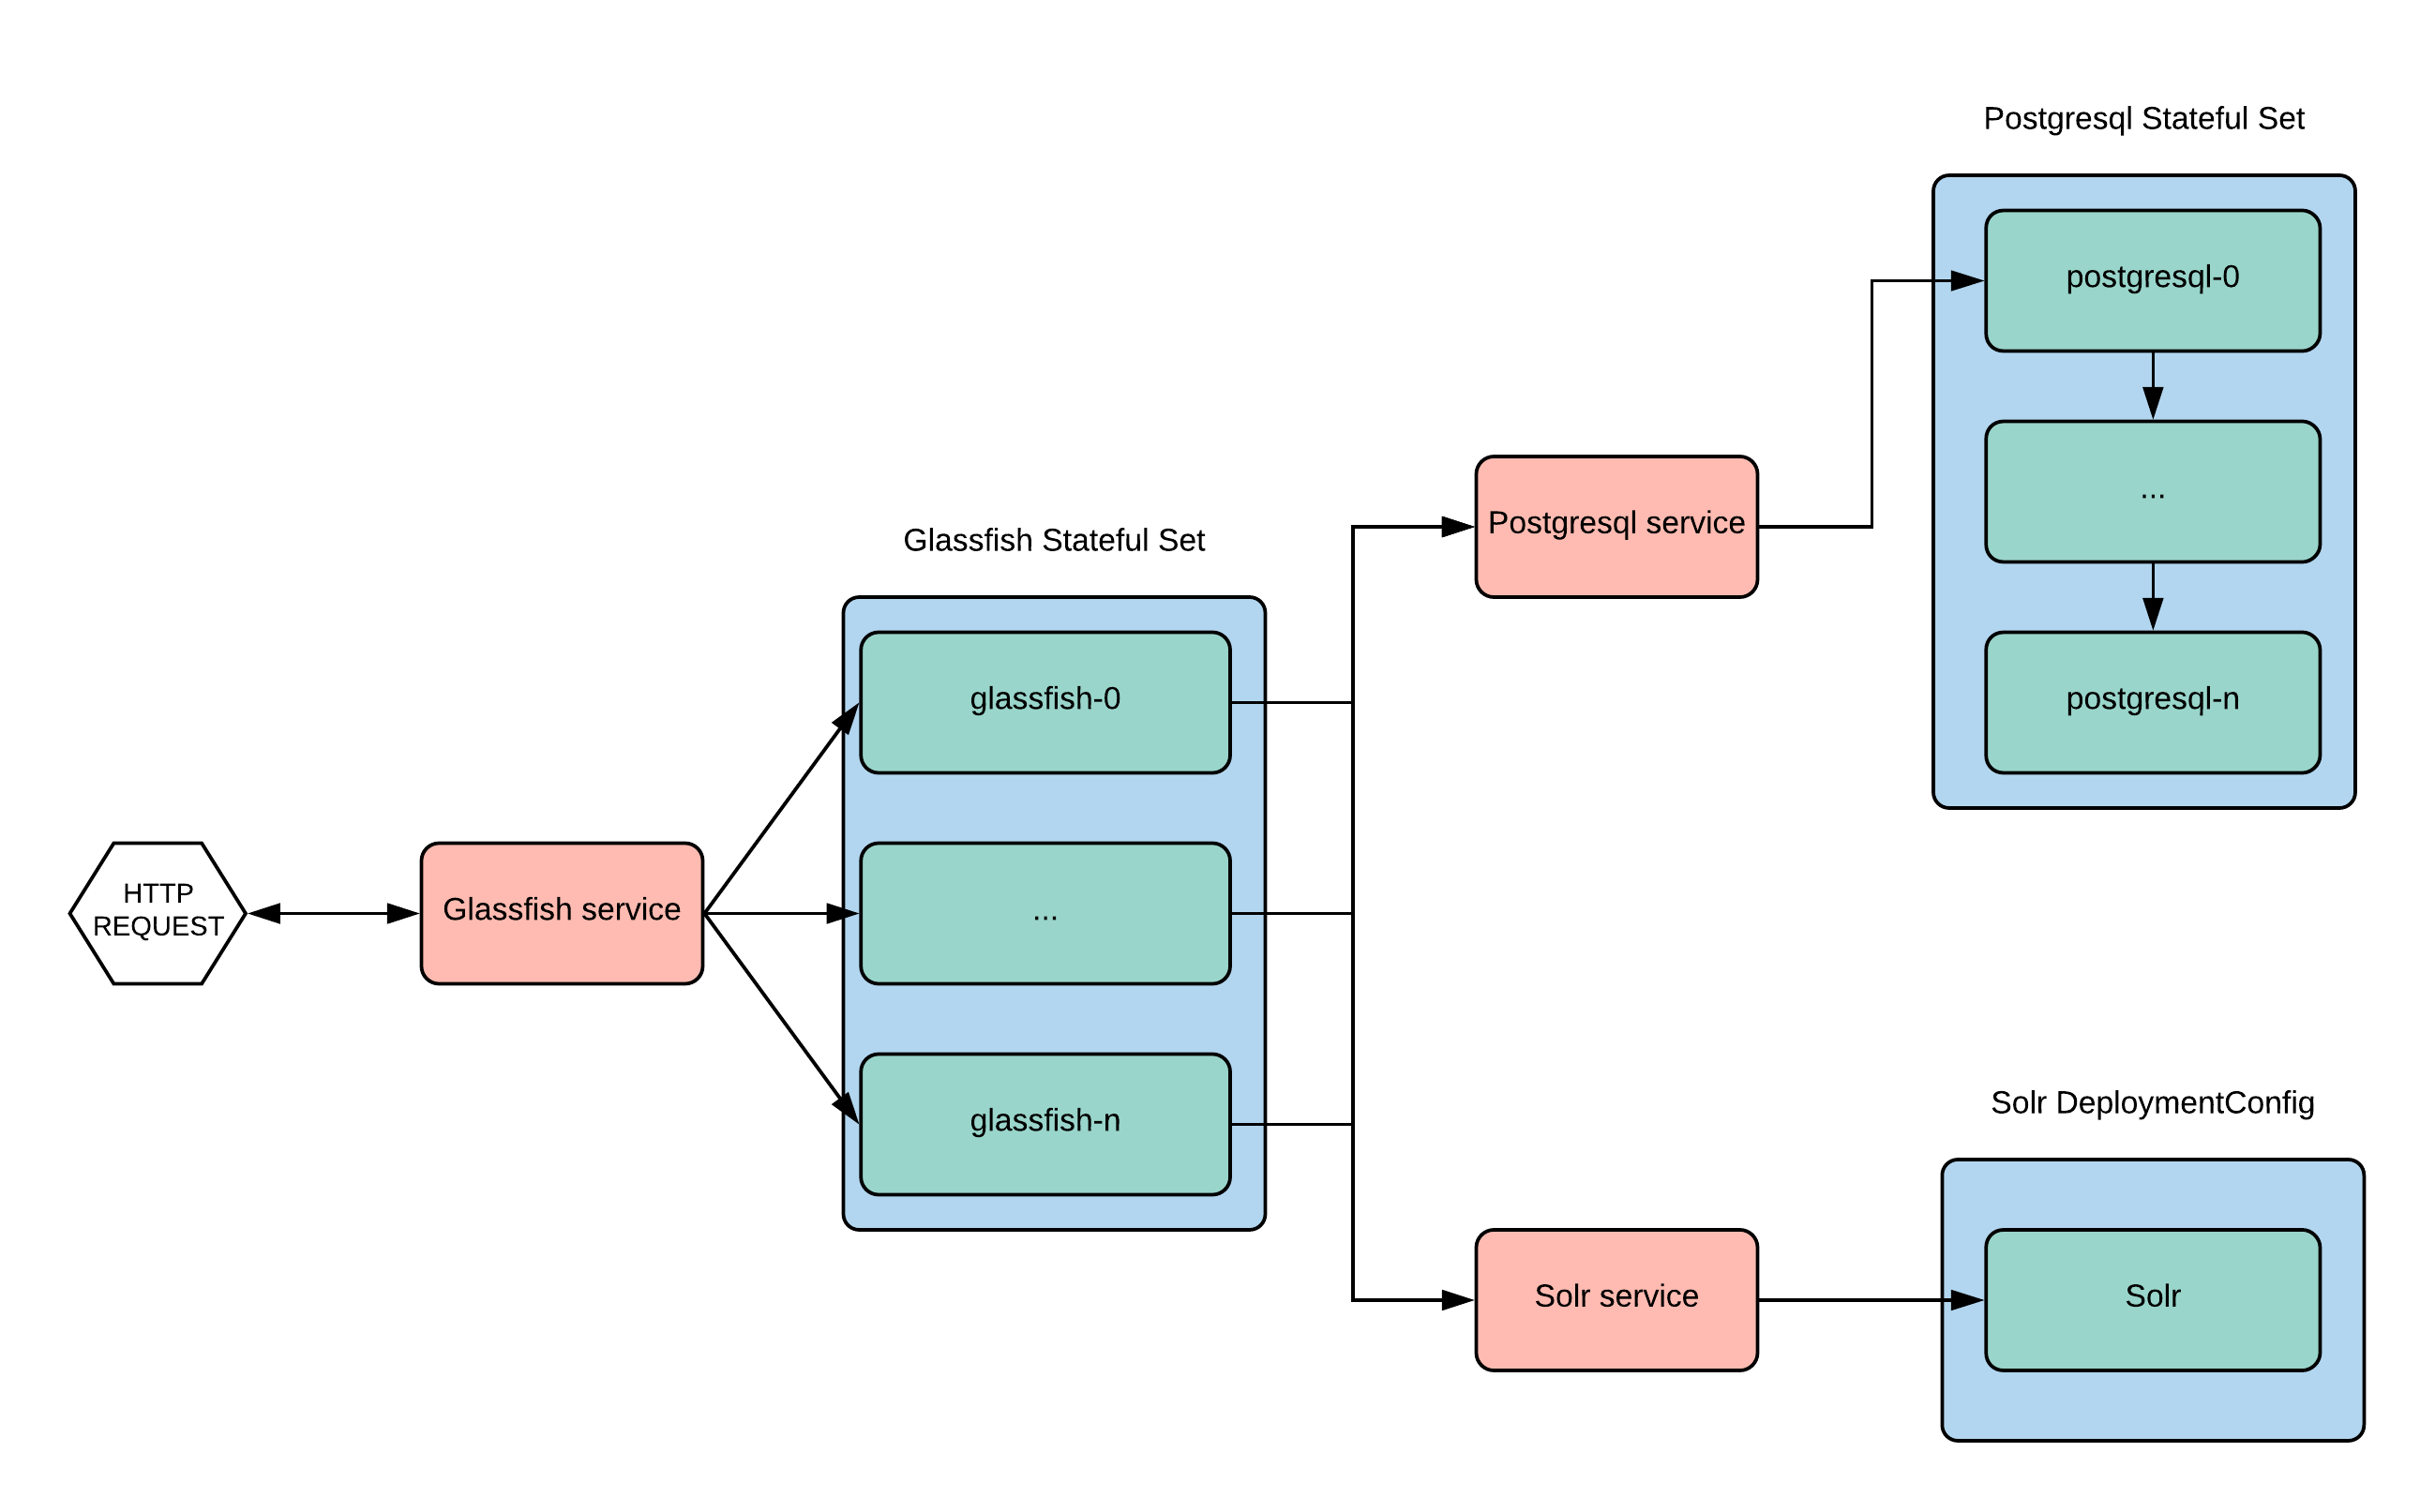 Postgresql Stateful Set
postgresql-0
...
postgresql-n
Postgresql service
Glassfish Stateful Set
glassfish-0
...
glassfish-n
HTTP
REQUEST
Glassfish service
Solr DeploymentConfig
Solr service
Solr